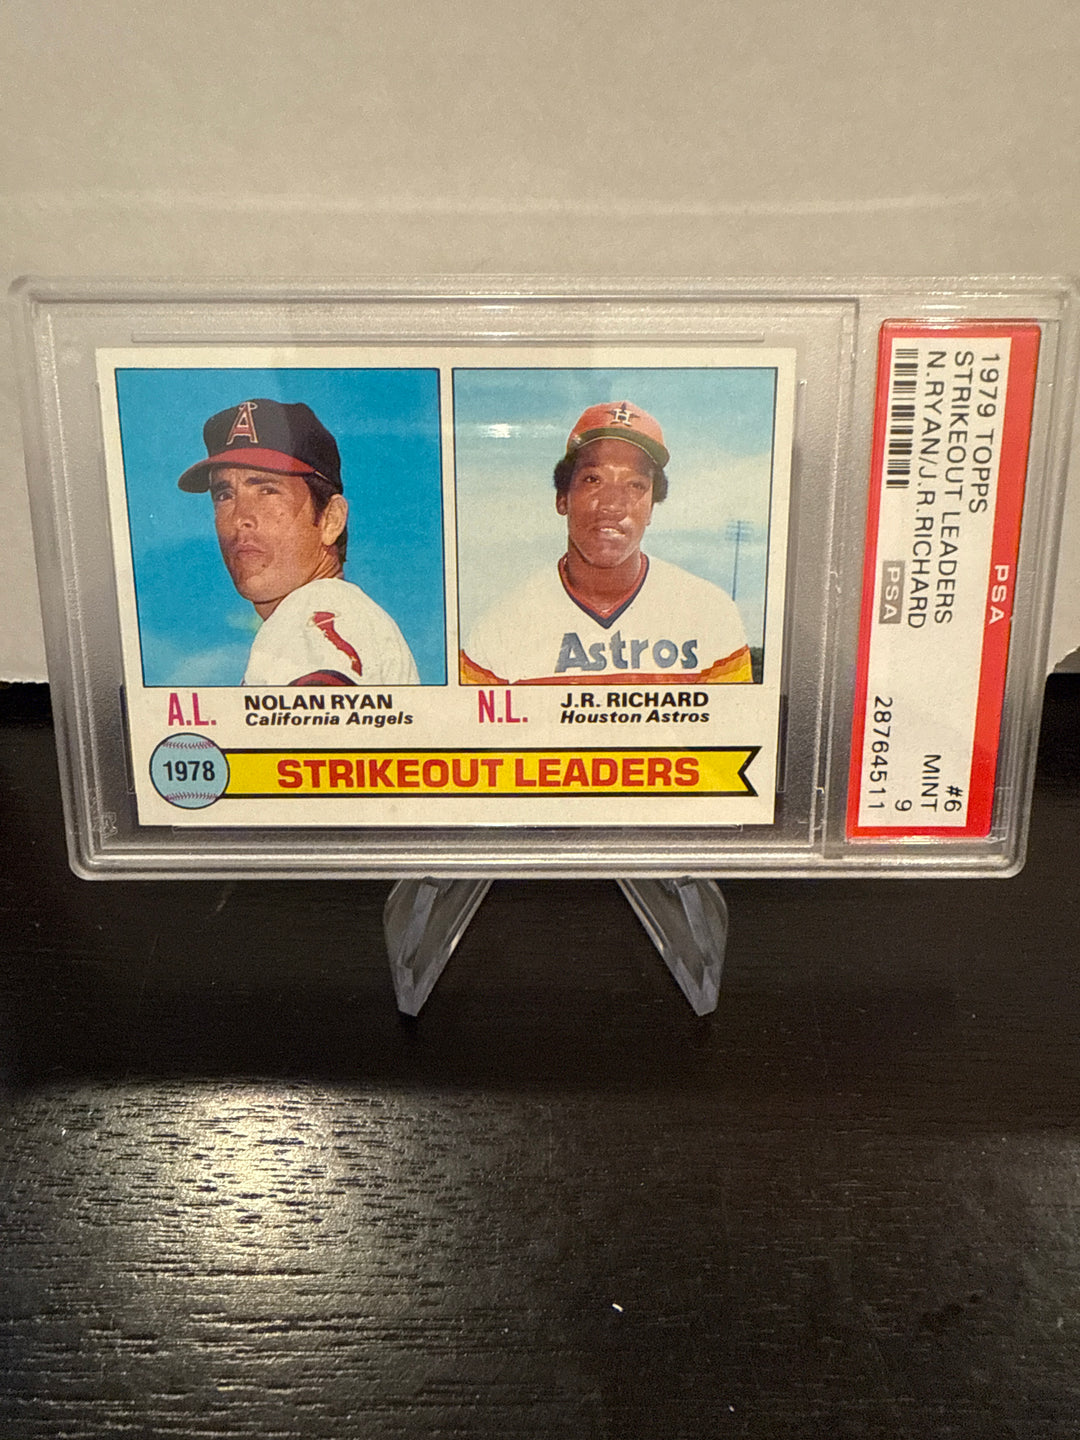 A
H
Astros
A.L.
NOLAN RYAN
California Angels
N.L.
J.R. RICHARD
Houston Astros
1978
STRIKEOUT LEADERS
PSA
1979 TOPPS
#6
STRIKEOUT LEADERS
MINT
N.RYAN/J.R.RICHARD
9
PSA
28764511